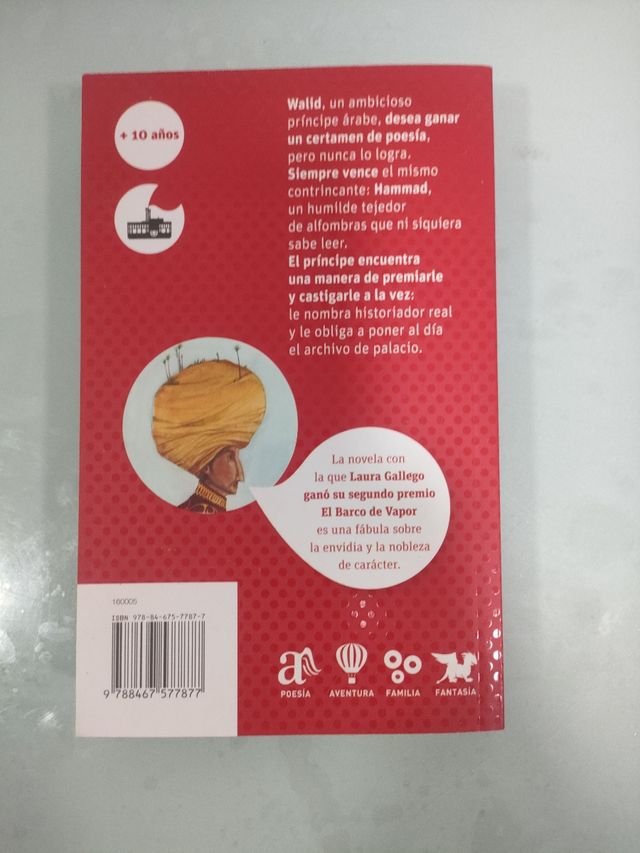 + 10 años
Walid, un ambicioso
príncipe árabe, desea ganar
un certamen de poesía,
pero nunca lo logra.
Siempre vence el mismo
contrincante: Hammad,
un humilde tejedor
de alfombras que ni siquiera
sabe leer.
El príncipe encuentra
una manera de premiarle
y castigarle a la vez:
le nombra historiador real
y le obliga a poner al día
el archivo de palacio.
La novela con
la que Laura Gallego
ganó su segundo premio
El Barco de Vapor
es una fábula sobre
la envidia y la nobleza
de carácter.
160005
ISBN 978-84-675-7787-7
9 788467 577877
a
POESÍA
AVENTURA
FAMILIA
FANTASÍA